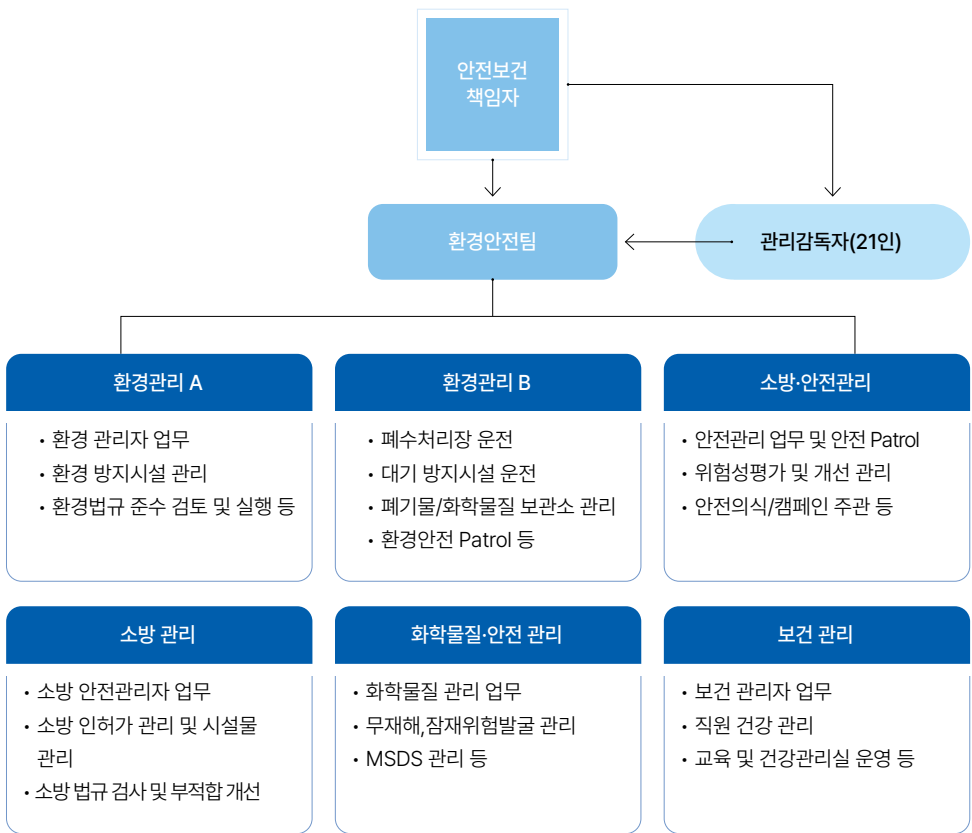 안전보건
책임자
환경안전팀
관리감독자(21인)
환경관리 A
• 환경 관리자 업무
• 환경 방지시설 관리
• 환경법규 준수 검토 및 실행 등
환경관리 B
• 폐수처리장 운전
• 대기 방지시설 운전
• 폐기물/화학물질 보관소 관리
• 환경안전 Patrol 등
소방·안전관리
• 안전관리 업무 및 안전 Patrol
• 위험성평가 및 개선 관리
• 안전의식/캠페인 주관 등
소방 관리
• 소방 안전관리자 업무
• 소방 인허가 관리 및 시설물
관리
• 소방 법규 검사 및 부적합 개선
화학물질·안전 관리
• 화학물질 관리 업무
• 무재해,잠재위험발굴 관리
• MSDS 관리 등
보건 관리
• 보건 관리자 업무
• 직원 건강 관리
• 교육 및 건강관리실 운영 등